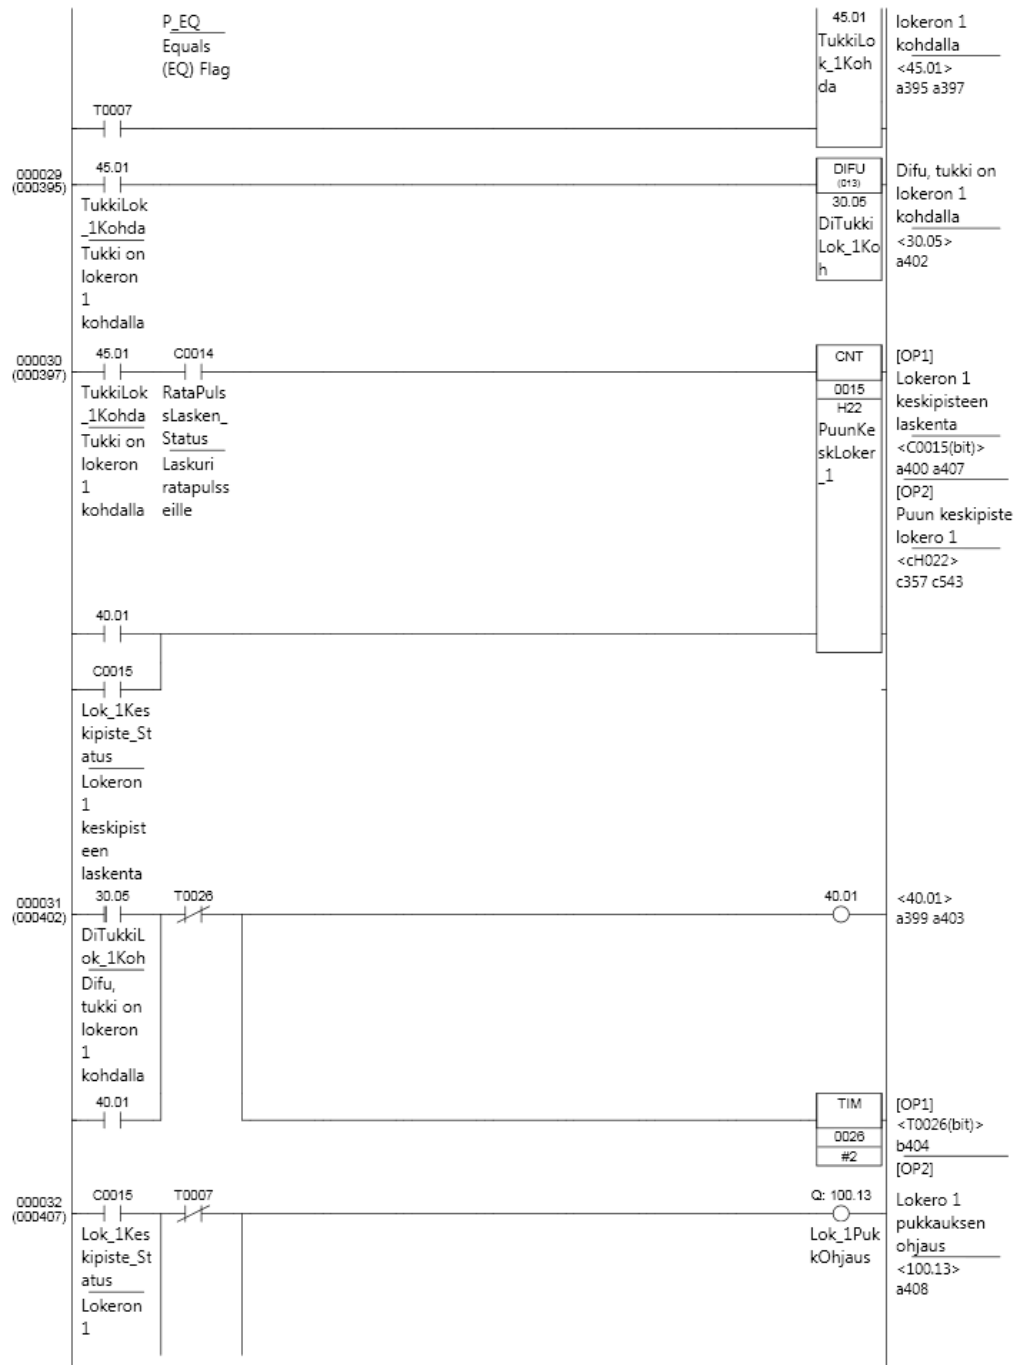 P_EQ
Equals
(EQ) Flag
45.01
TukkiLo
k_1Koh
da
lokeron 1
kohdalla
<45.01>
a395 a397
T0007
000029
(000395)
45.01
TukkiLok
_1Kohda
Tukki on
lokeron
1
kohdalla
DIFU
(013)
30.05
DiTukki
Lok_1Ko
h
Difu, tukki on
lokeron 1
kohdalla
<30.05>
a402
000030
(000397)
45.01
TukkiLok
_1Kohda
Tukki on
lokeron
1
kohdalla
C0014
RataPuls
sLasken_
Status
Laskuri
ratapulss
eille
CNT
0015
H22
PuunKe
skLoker
_1
[OP1]
Lokeron 1
keskipisteen
laskenta
<C0015(bit)>
a400 a407
[OP2]
Puun keskipiste
lokero 1
<cH022>
c357 c543
40.01
C0015
Lok_1Kes
kipiste_St
atus
Lokeron
1
keskipist
een
laskenta
000031
(000402)
30.05
DiTukkiL
ok_1Koh
Difu,
tukki on
lokeron
1
kohdalla
T0026
40.01
<40.01>
a399 a403
40.01
TIM
0026
#2
[OP1]
<T0026(bit)>
b404
[OP2]
000032
(000407)
C0015
Lok_1Kes
kipiste_St
atus
Lokeron
1
T0007
Q: 100.13
Lok_1Puk
kOhjaus
Lokero 1
pukkauksen
ohjaus
<100.13>
a408